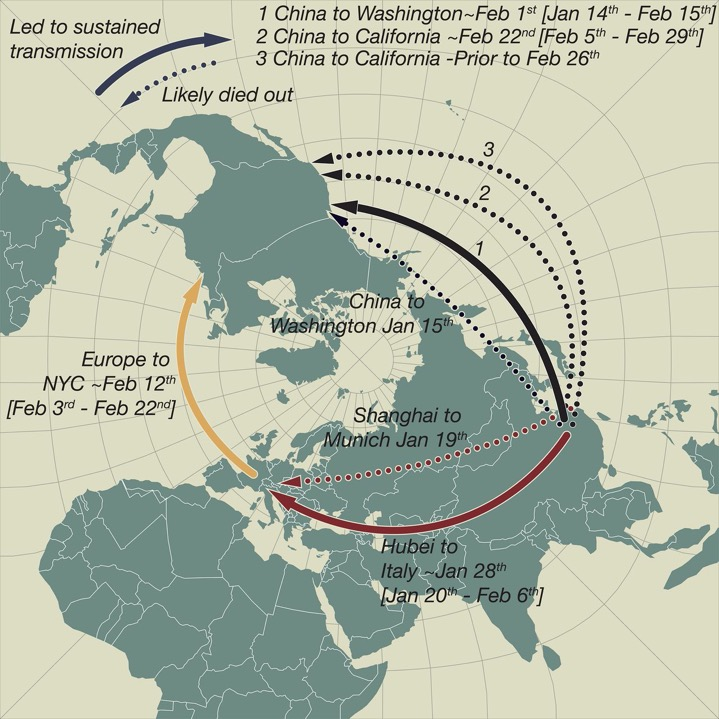 Led to sustained
transmission
Likely died out
1 China to Washington~Feb 1st [Jan 14th - Feb 15th]
2 China to California ~Feb 22nd [Feb 5th - Feb 29th]
3 China to California -Prior to Feb 26th
3
2
1
China to
Washington Jan 15th
Europe to
NYC ~Feb 12th
[Feb 3rd - Feb 22nd]
Shanghai to
Munich Jan 19th
Hubei to
Italy ~Jan 28th
[Jan 20th - Feb 6th]